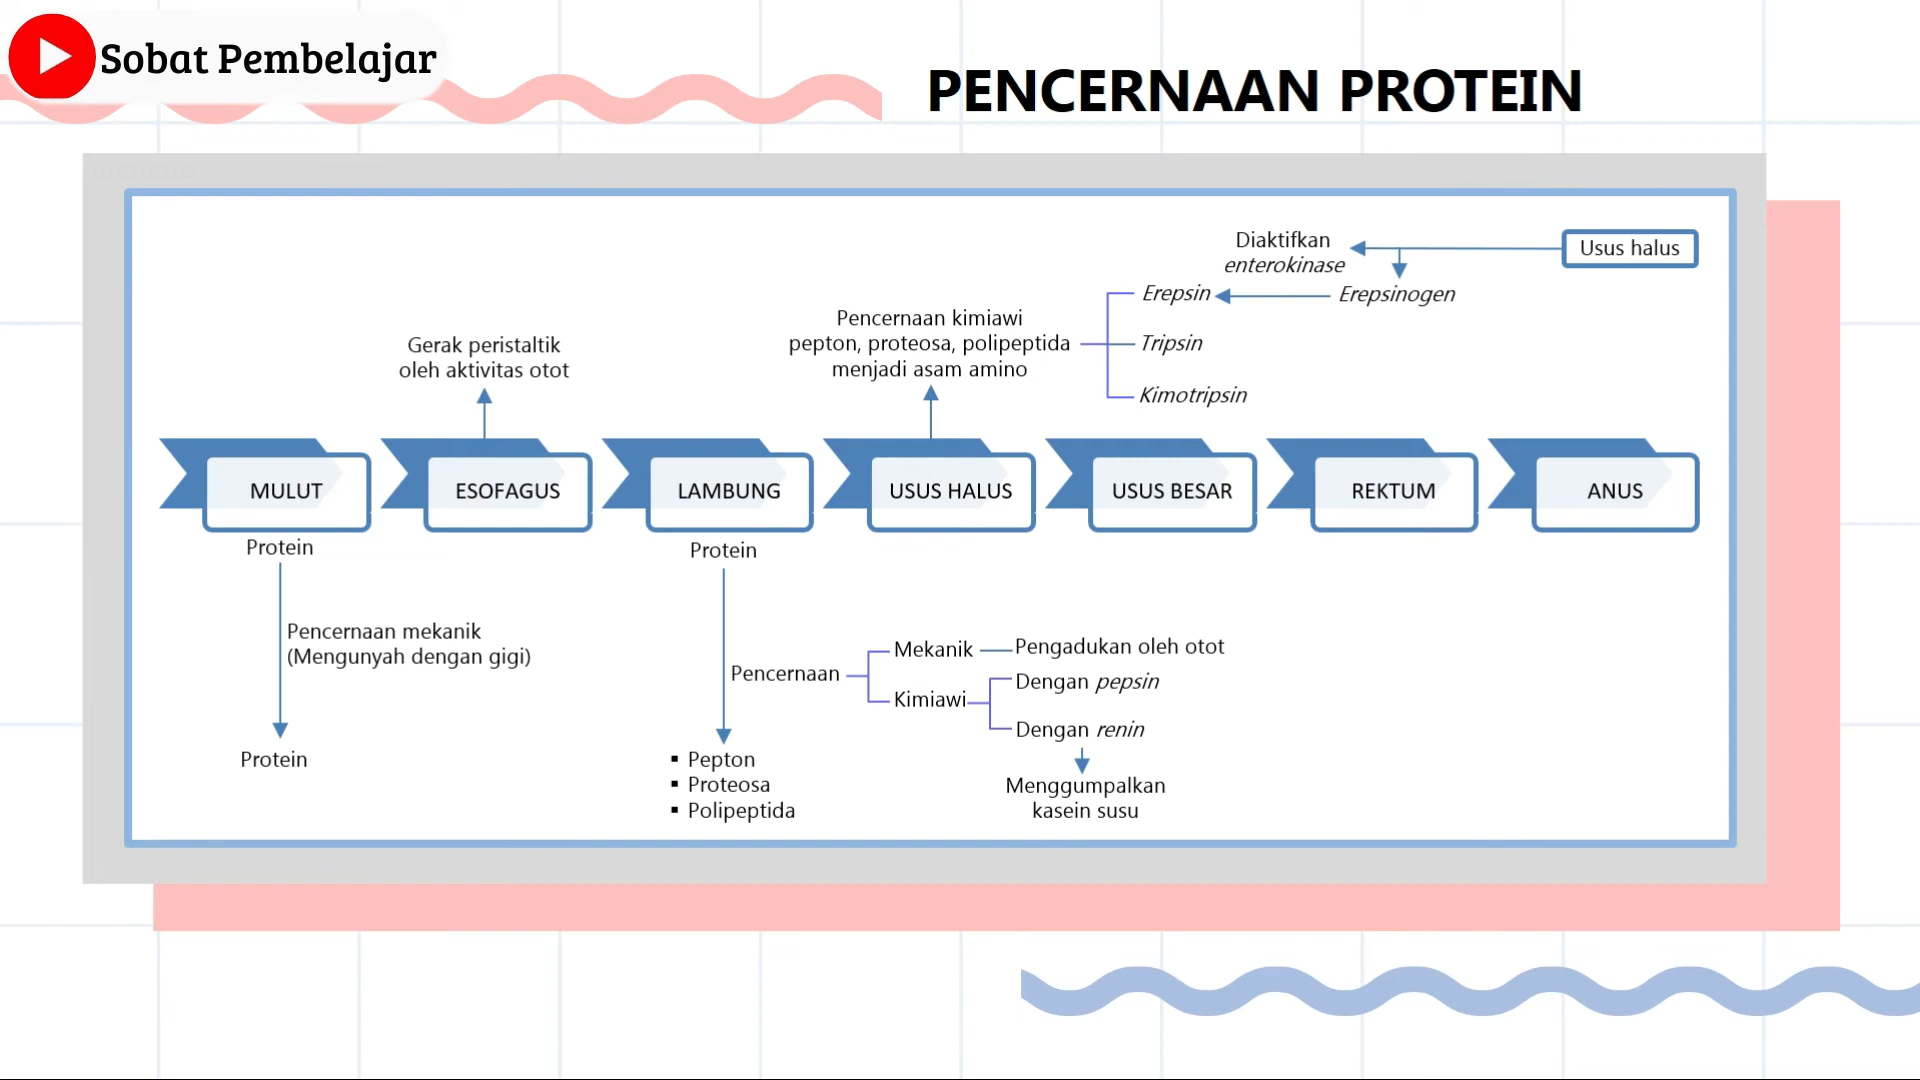 Sobat Pembelajar
PENCERNAAN PROTEIN
Diaktifkan
enterokinase
Usus halus
Erepsin
Erepsinogen
Pencernaan kimiawi
pepton, proteosa, polipeptida
menjadi asam amino
Tripsin
Kimotripsin
Gerak peristaltik
oleh aktivitas otot
MULUT
ESOFAGUS
LAMBUNG
USUS HALUS
USUS BESAR
REKTUM
ANUS
Protein
Pencernaan mekanik
(Mengunyah dengan gigi)
Protein
Protein
Pencernaan
Mekanik
Pengadukan oleh otot
Kimiawi
Dengan pepsin
Dengan renin
Menggumpalkan
kasein susu
▪ Pepton
▪ Proteosa
▪ Polipeptida